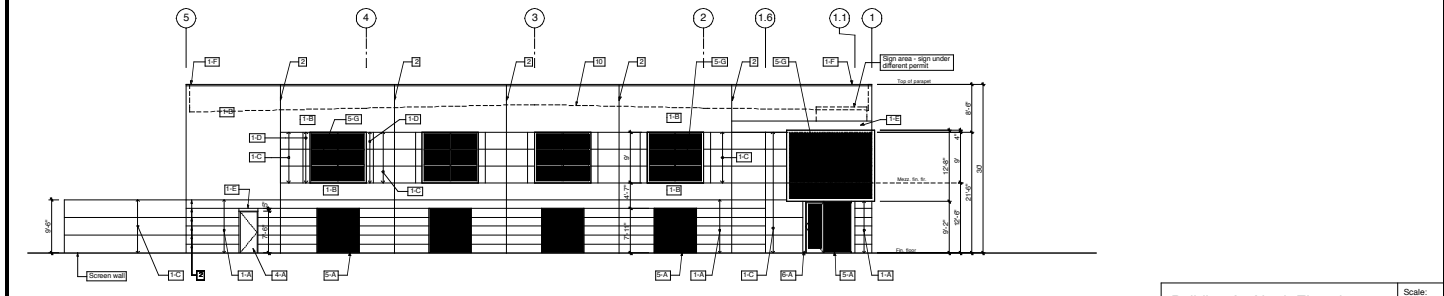 5
4
3
2
1.6
1.1
1
1-F
2
2
2
10
2
5-G
2
5-G
1-F
Sign area - sign under
different permit
Top of parapet
1-B
1-B
5-G
1-D
1-B
1-E
1-D
1-C
1-C
1-C
9'
4"
8'-6"
12'-8"
9'
30
Mezz. fin. flr.
21'-6"
1-E
1-B
1-B
4'-7"
9'-6"
7'-6"
7'-11"
9'-2"
12'-6"
Fin. floor
Screen wall
1-C
2
1-A
4-A
5-A
5-A
1-A
1-C
6-A
5-A
1-A
Scale: